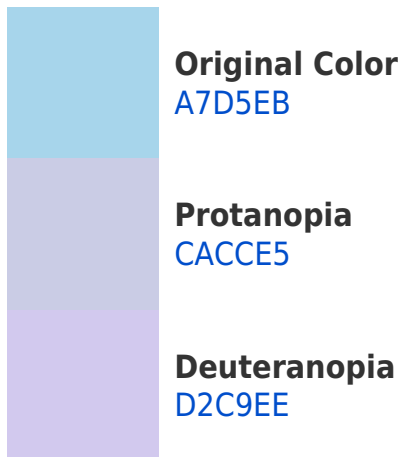 Original Color
A7D5EB
Protanopia
CACCE5
Deuteranopia
D2C9EE